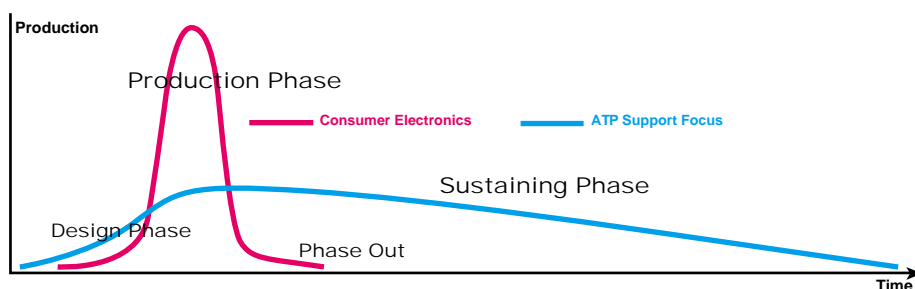 Production
Production Phase
Consumer Electronics
ATP Support Focus
Sustaining Phase
Design Phase
Phase Out
Time